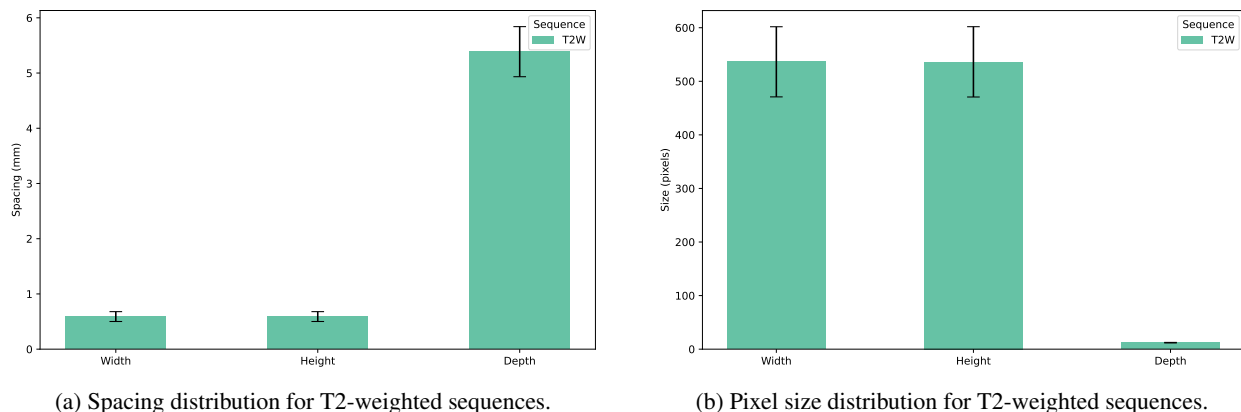 6
5
4
3
2
1
0
Spacing (mm)
Sequence
T2W
Width
Height
Depth
(a) Spacing distribution for T2-weighted sequences.
600
500
400
300
200
100
0
Size (pixels)
Sequence
T2W
Width
Height
Depth
(b) Pixel size distribution for T2-weighted sequences.